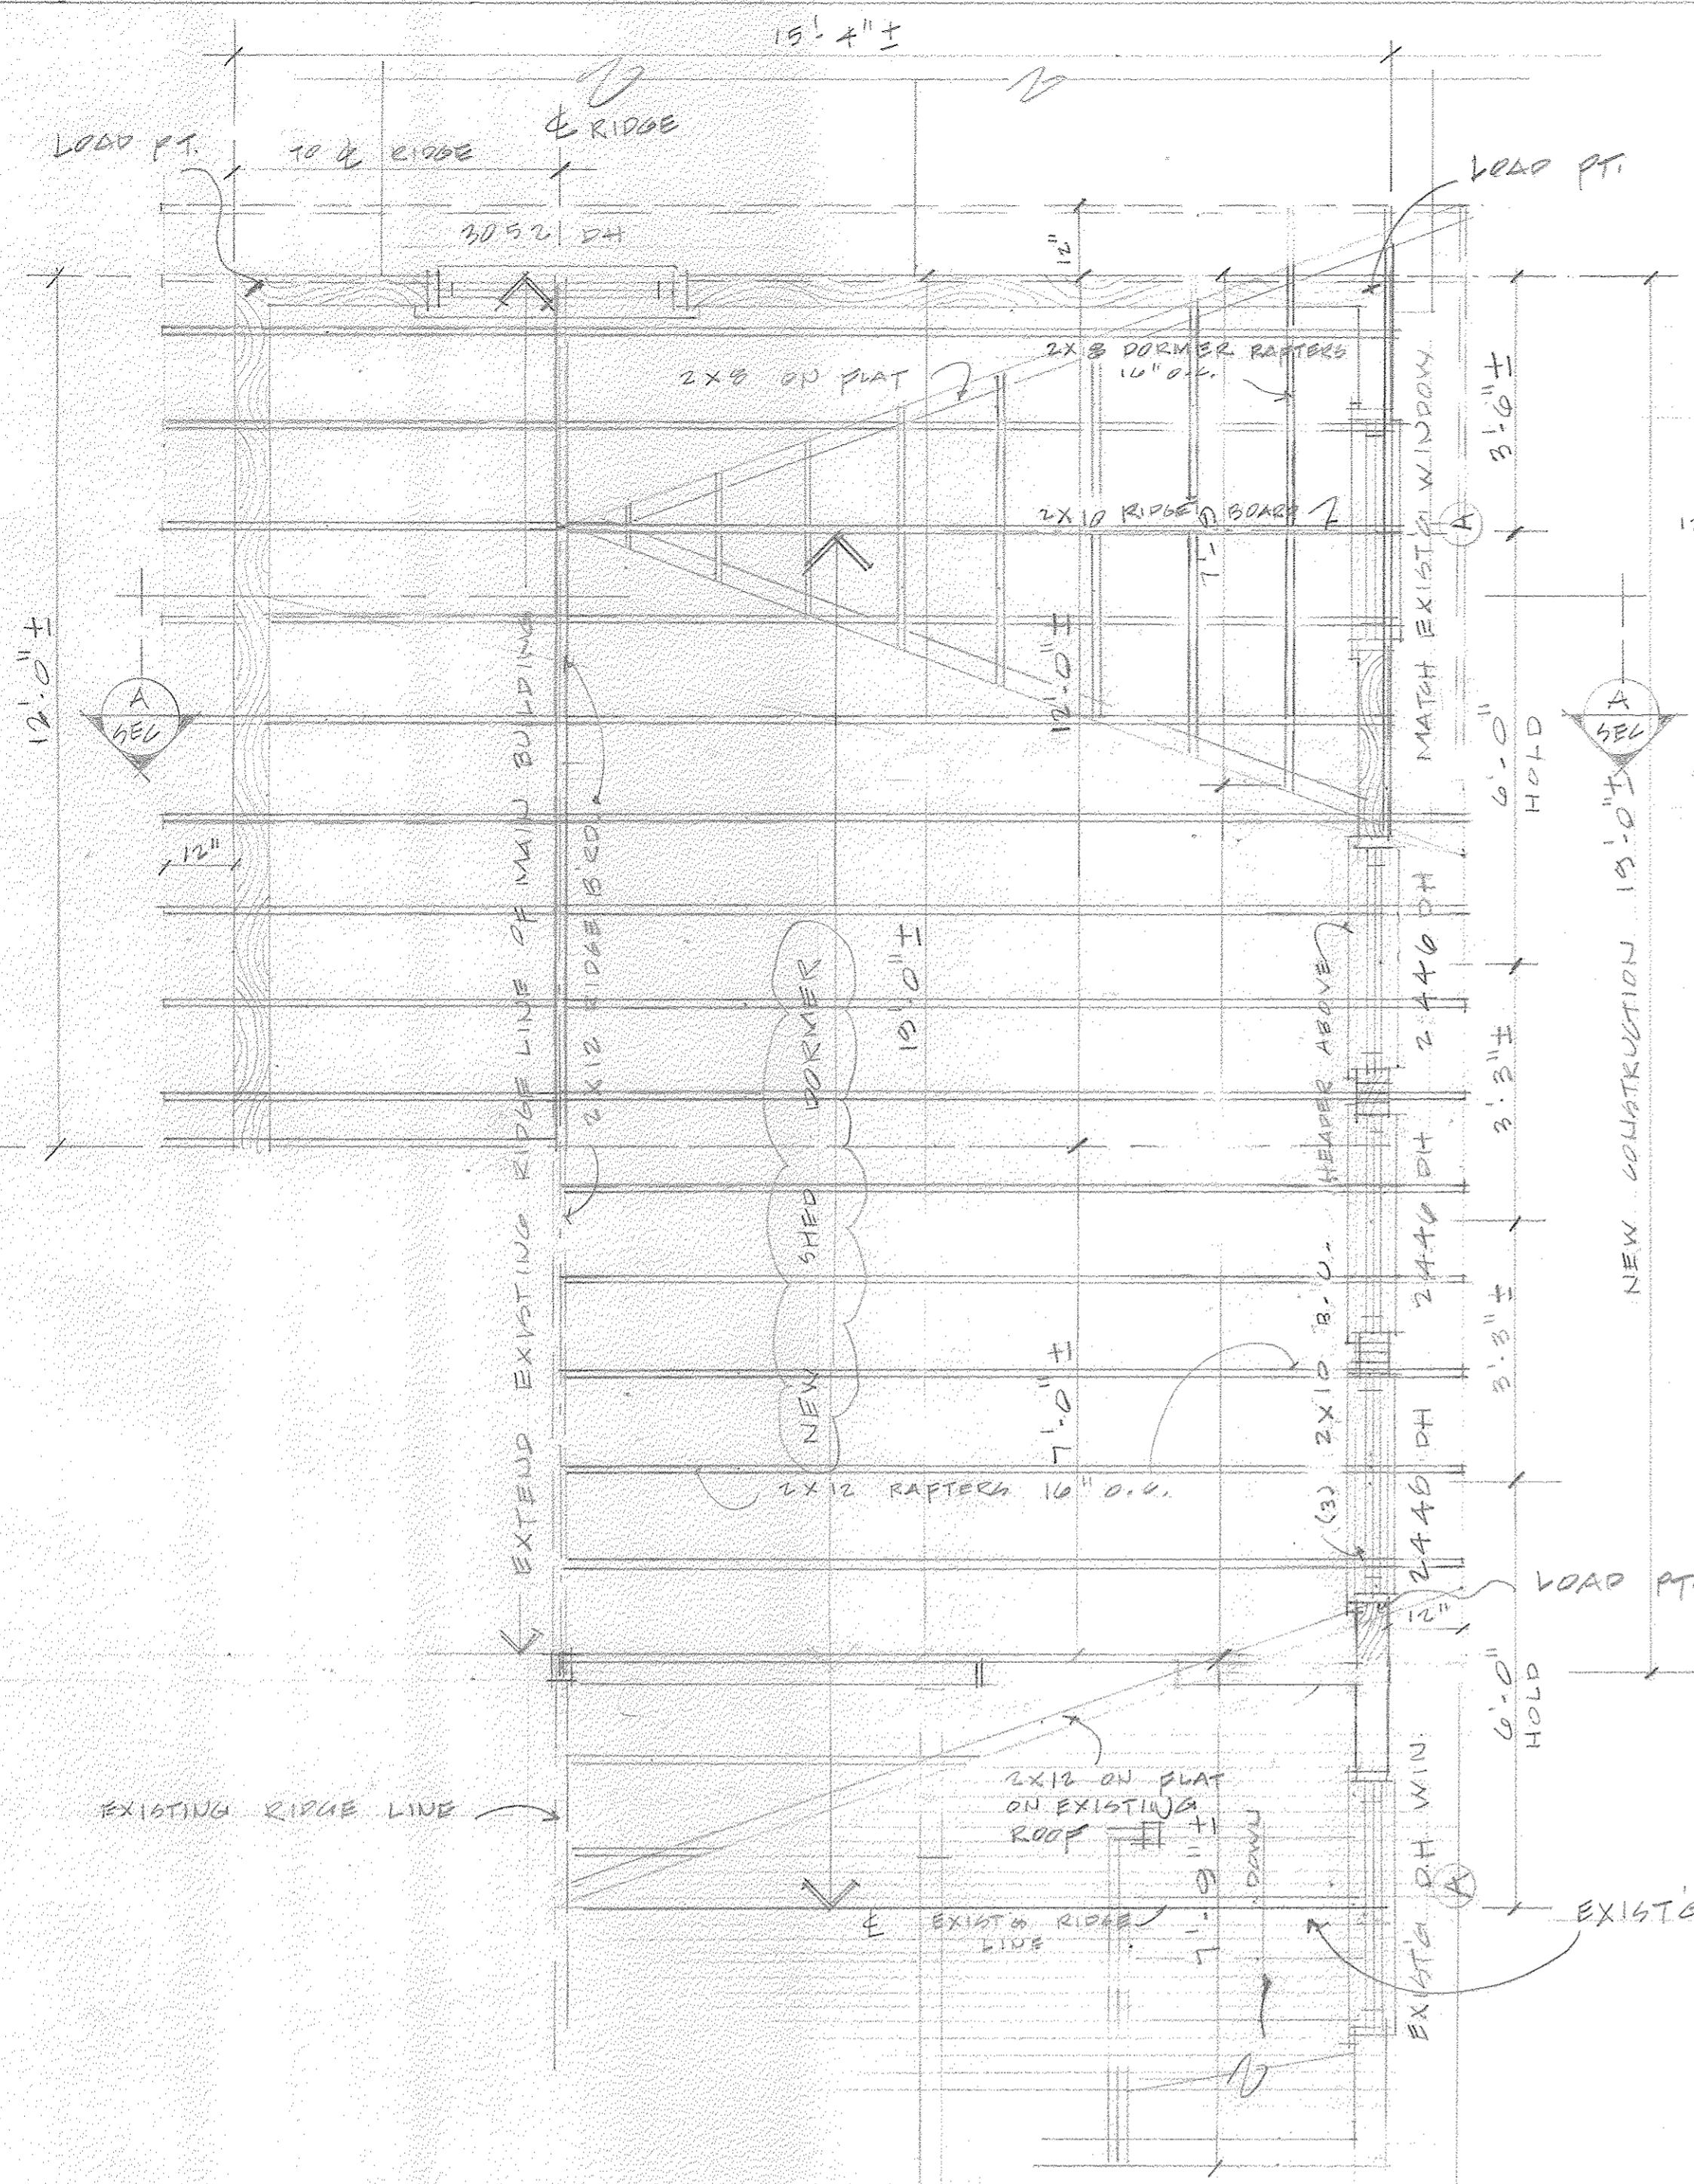 15'-4"±
℄ RIDGE
LOAD PT.
TO ℄ RIDGE
LOAD PT.
3052 DH
12"
2X8 DORMER RAFTERS
16" O.C.
2X8 ON FLAT
3'-6"±
MATCH EXIST'G WINDOW
2X10 RIDGE BOARD
A
12'-0"±
A
SEC
12'-0"±
6'-0"
HOLD
A
SEC
12"
EXTEND EXISTING RIDGE LINE OF MAIN BUILDING
2X12 RIDGE B'RD.
NEW SHED DORMER
19'-0"±
(3) 2X10 B.U. HEADER ABOVE
2446 DH
2446 DH
2446 DH
3'-3"±
3'-3"±
NEW CONSTRUCTION 19'-0"±
7'-0"±
2X12 RAFTERS 16" O.C.
LOAD PT.
12"
6'-0"
HOLD
2X12 ON FLAT
ON EXISTING
ROOF
EXISTING RIDGE LINE
7'-9"±
DOWN
EXIST'G D.H. WIN.
A
℄ EXIST'G RIDGE
LINE
EXIST'G